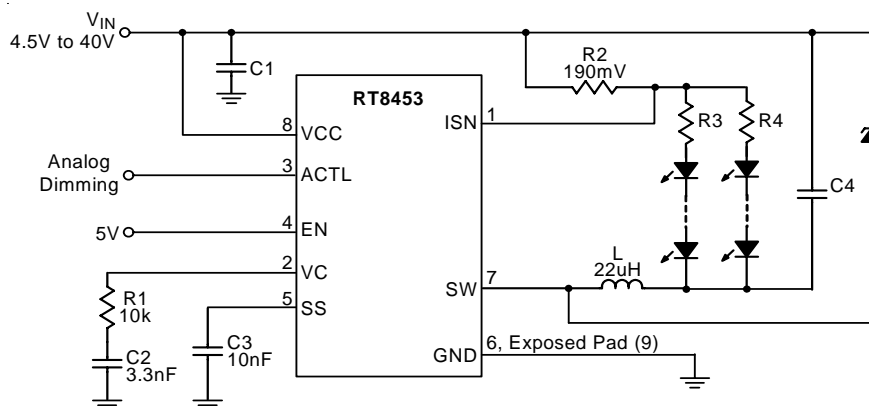 VIN
4.5V to 40V
C1
R2
190mV
RT8453
ISN
1
R3
R4
8
VCC
3
ACTL
Analog
Dimming
C4
4
EN
5V
2
VC
L
22uH
7
SW
R1
10k
5
SS
C3
10nF
C2
3.3nF
GND
6, Exposed Pad (9)